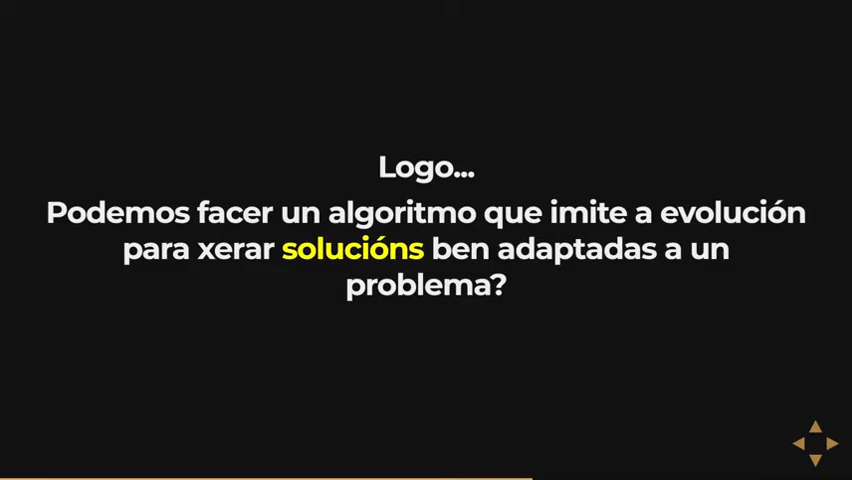 Logo...
Podemos facer un algoritmo que imite a evolución
para xerar solucións ben adaptadas a un
problema?